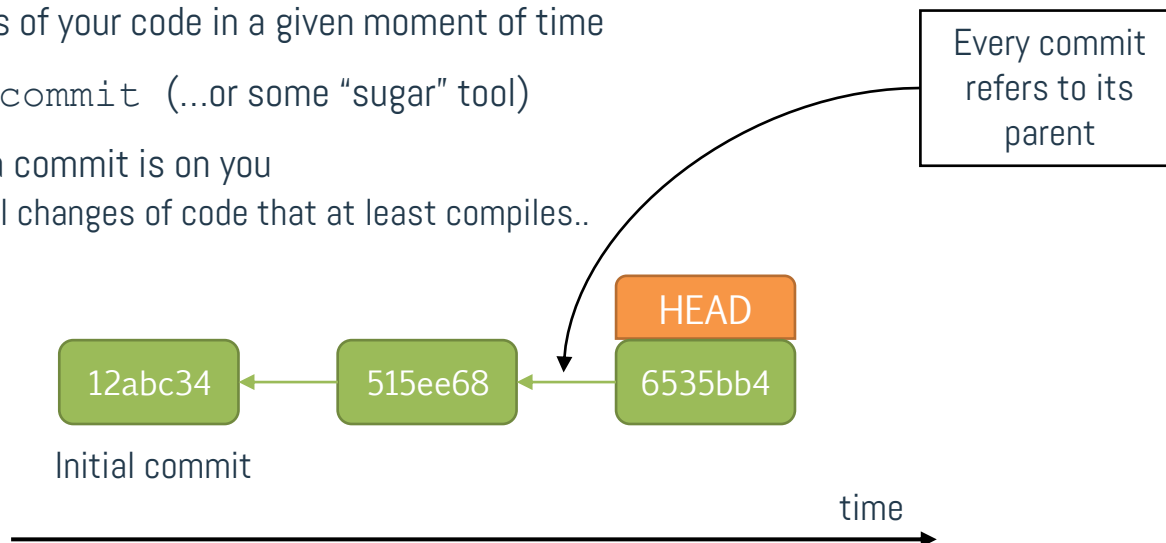 s of your code in a given moment of time
commit (…or some “sugar” tool)
a commit is on you
l changes of code that at least compiles..
Every commit
refers to its
parent
HEAD
12abc34
515ee68
6535bb4
Initial commit
time